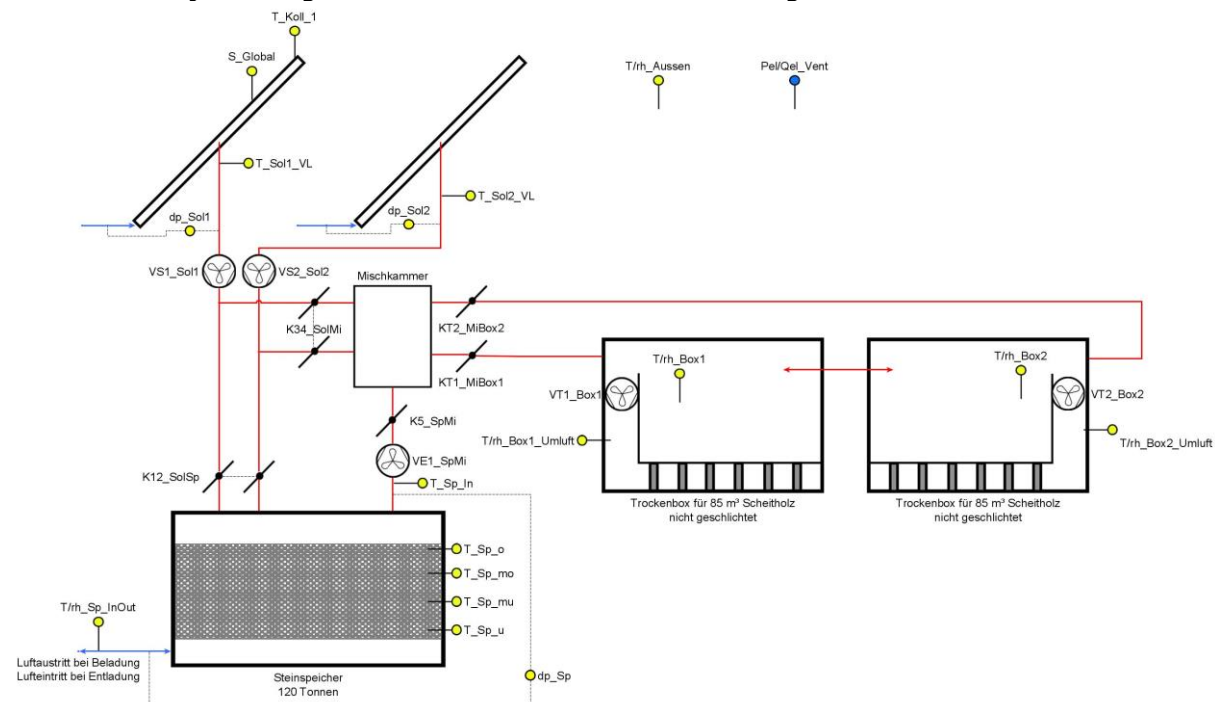 T_Koll_1
S_Global
T/rh_Aussen
Pel/Qel_Vent
T_Sol1_VL
T_Sol2_VL
dp_Sol1
dp_Sol2
VS1_Sol1
VS2_Sol2
Mischkammer
K34_SolMi
KT2_MiBox2
KT1_MiBox1
T/rh_Box1
T/rh_Box2
VT1_Box1
VT2_Box2
K5_SpMi
T/rh_Box1_Umluft
T/rh_Box2_Umluft
VE1_SpMi
K12_SolSp
T_Sp_In
Trockenbox für 85 m³ Scheitholz
nicht geschlichtet
Trockenbox für 85 m³ Scheitholz
nicht geschlichtet
T_Sp_o
T_Sp_mo
T_Sp_mu
T_Sp_u
T/rh_Sp_InOut
Luftaustritt bei Beladung
Lufteintritt bei Entladung
Steinspeicher
120 Tonnen
dp_Sp